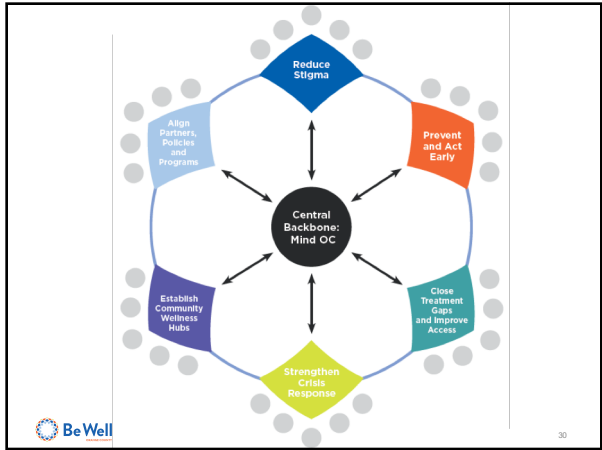 Reduce
Stigma
Align
Partners,
Policies
and
Programs
Prevent
and Act
Early
Central
Backbone:
Mind OC
Establish
Community
Wellness
Hubs
Close
Treatment
Gaps
and Improve
Access
Strengthen
Crisis
Response
Be Well
30